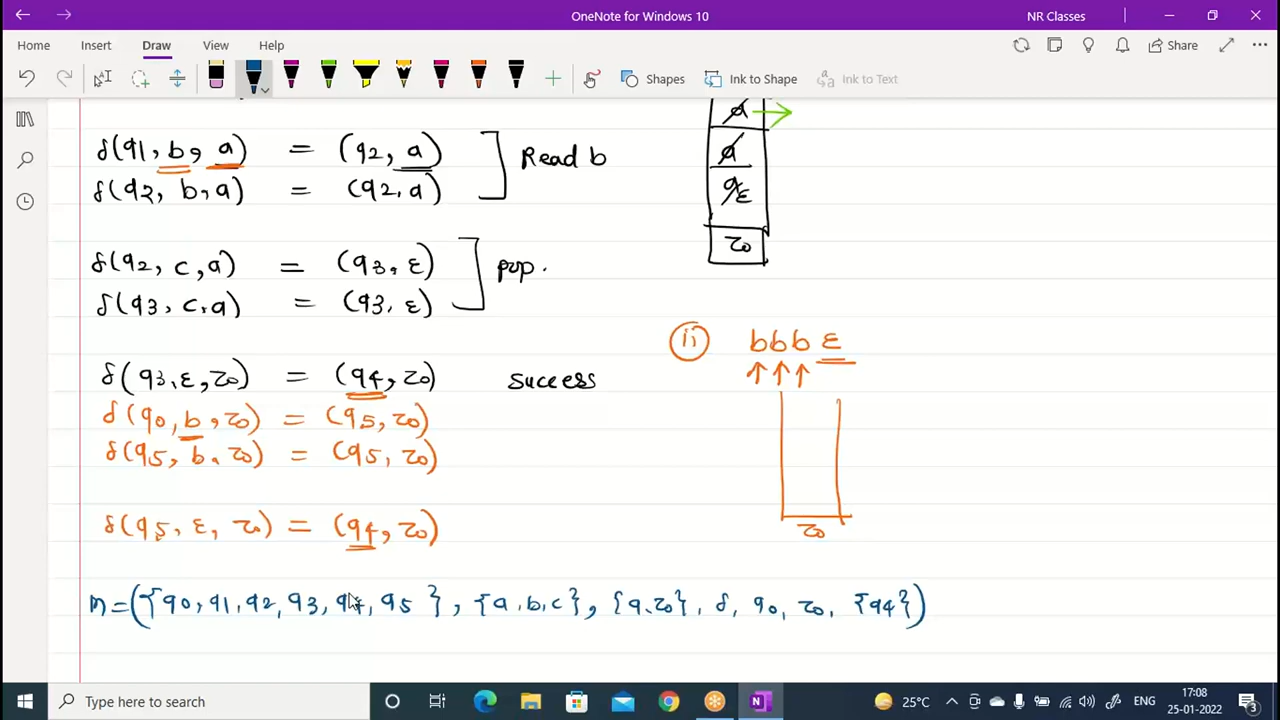 OneNote for Windows 10
NR Classes
Home Insert Draw View Help
Share
Shapes
Ink to Shape
Ink to Text
a
a
a/ε
z0
δ(q1, b, a) = (q2, a)
δ(q2, b, a) = (q2, a)
Read b
δ(q2, c, a) = (q3, ε)
δ(q3, c, a) = (q3, ε)
pop.
δ(q3, ε, z0) = (q4, z0) success
δ(q0, b, z0) = (q5, z0)
δ(q5, b, z0) = (q5, z0)
δ(q5, ε, z0) = (q4, z0)
ii) bbb ε
z0
M = ({q0, q1, q2, q3, q4, q5}, {a, b, c}, {a, z0}, δ, q0, z0, {q4})
Type here to search
25°C
ENG
17:08
25-01-2022
3